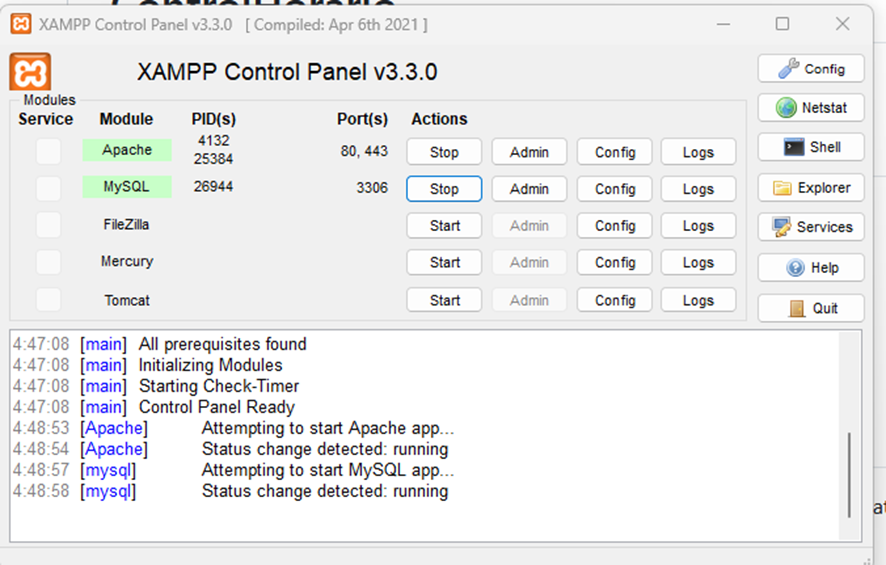 XAMPP Control Panel v3.3.0 [ Compiled: Apr 6th 2021 ]
XAMPP Control Panel v3.3.0
Modules
Service Module PID(s) Port(s) Actions
Apache 4132 25384 80, 443 Stop Admin Config Logs
MySQL 26944 3306 Stop Admin Config Logs
FileZilla Start Admin Config Logs
Mercury Start Admin Config Logs
Tomcat Start Admin Config Logs
Config
Netstat
Shell
Explorer
Services
Help
Quit
4:47:08 [main] All prerequisites found
4:47:08 [main] Initializing Modules
4:47:08 [main] Starting Check-Timer
4:47:08 [main] Control Panel Ready
4:48:53 [Apache] Attempting to start Apache app...
4:48:54 [Apache] Status change detected: running
4:48:57 [mysql] Attempting to start MySQL app...
4:48:58 [mysql] Status change detected: running